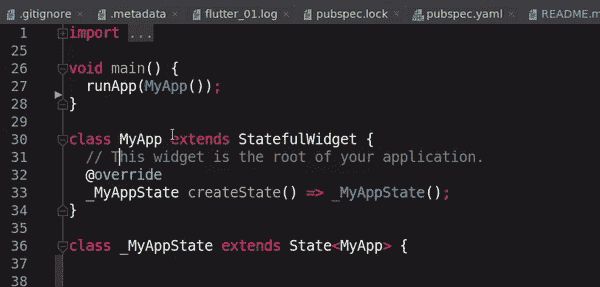 .gitignore .metadata flutter_01.log pubspec.lock pubspec.yaml README.m
1 import ...
25
26 void main() {
27 runApp(MyApp());
28 }
29
30 class MyApp extends StatefulWidget {
31 // This widget is the root of your application.
32 @override
33 _MyAppState createState() => _MyAppState();
34 }
35
36 class _MyAppState extends State<MyApp> {
37
38